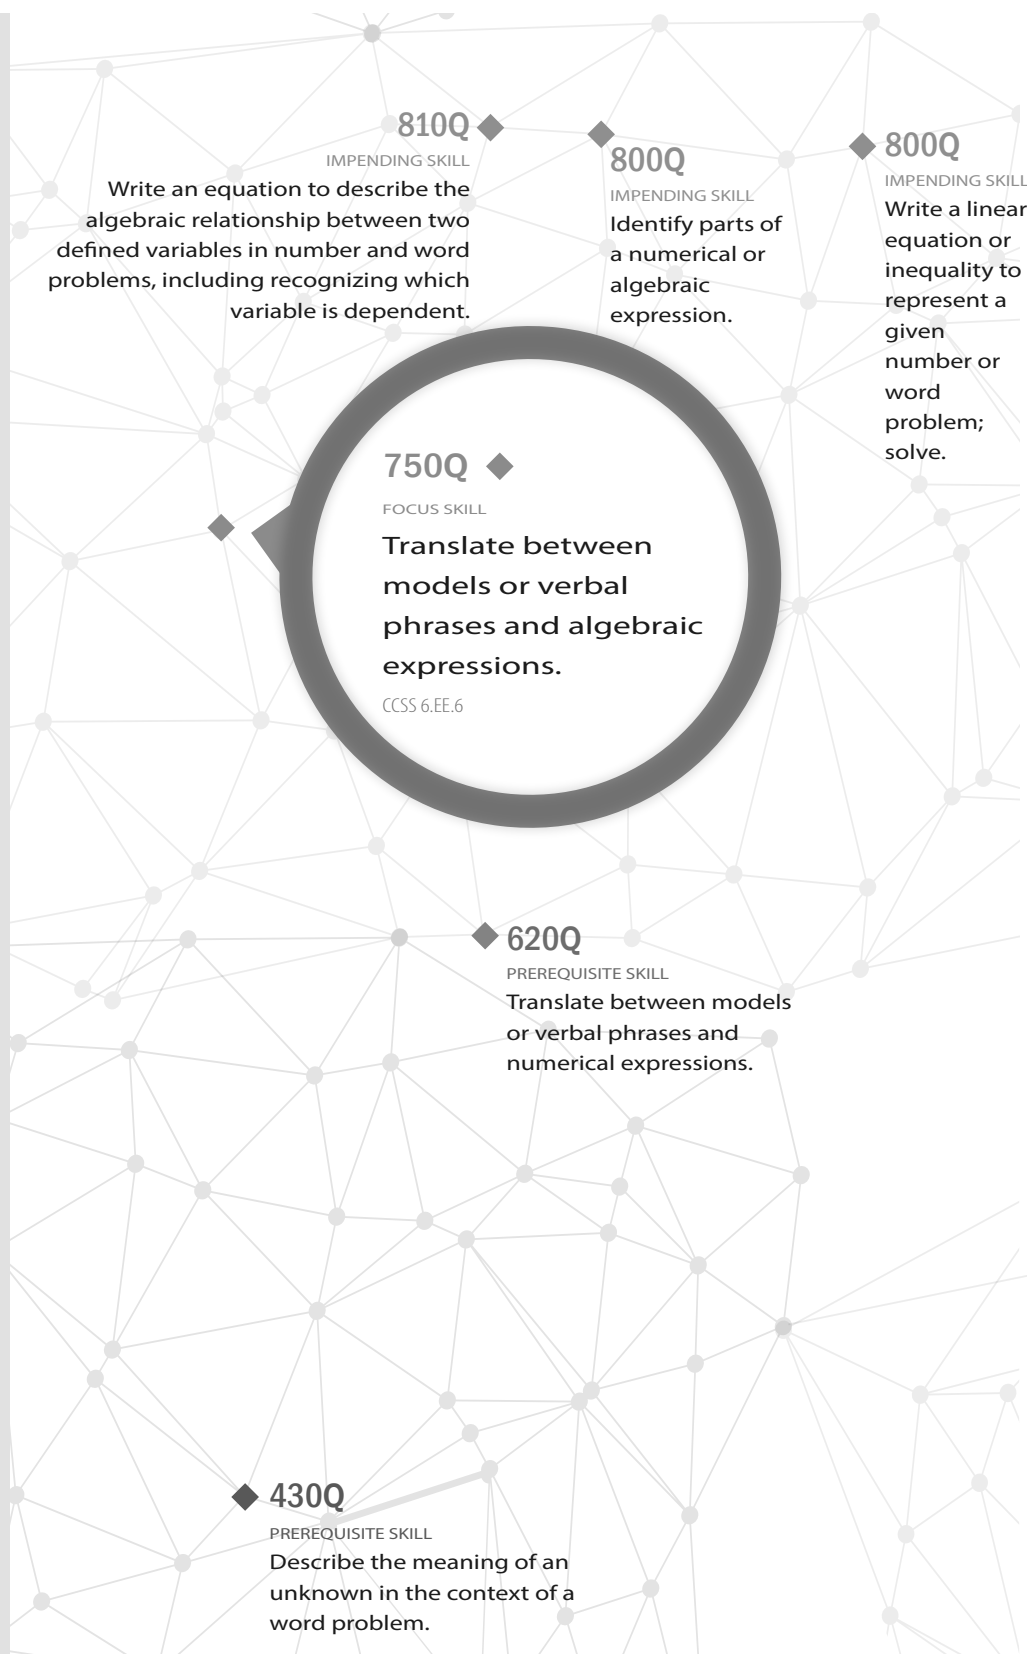 810Q
IMPENDING SKILL
Write an equation to describe the
algebraic relationship between two
defined variables in number and word
problems, including recognizing which
variable is dependent.
800Q
IMPENDING SKILL
Identify parts of
a numerical or
algebraic
expression.
800Q
IMPENDING SKILL
Write a linear
equation or
inequality to
represent a
given
number or
word
problem;
solve.
750Q
FOCUS SKILL
Translate between
models or verbal
phrases and algebraic
expressions.
CCSS 6.EE.6
620Q
PREREQUISITE SKILL
Translate between models
or verbal phrases and
numerical expressions.
430Q
PREREQUISITE SKILL
Describe the meaning of an
unknown in the context of a
word problem.